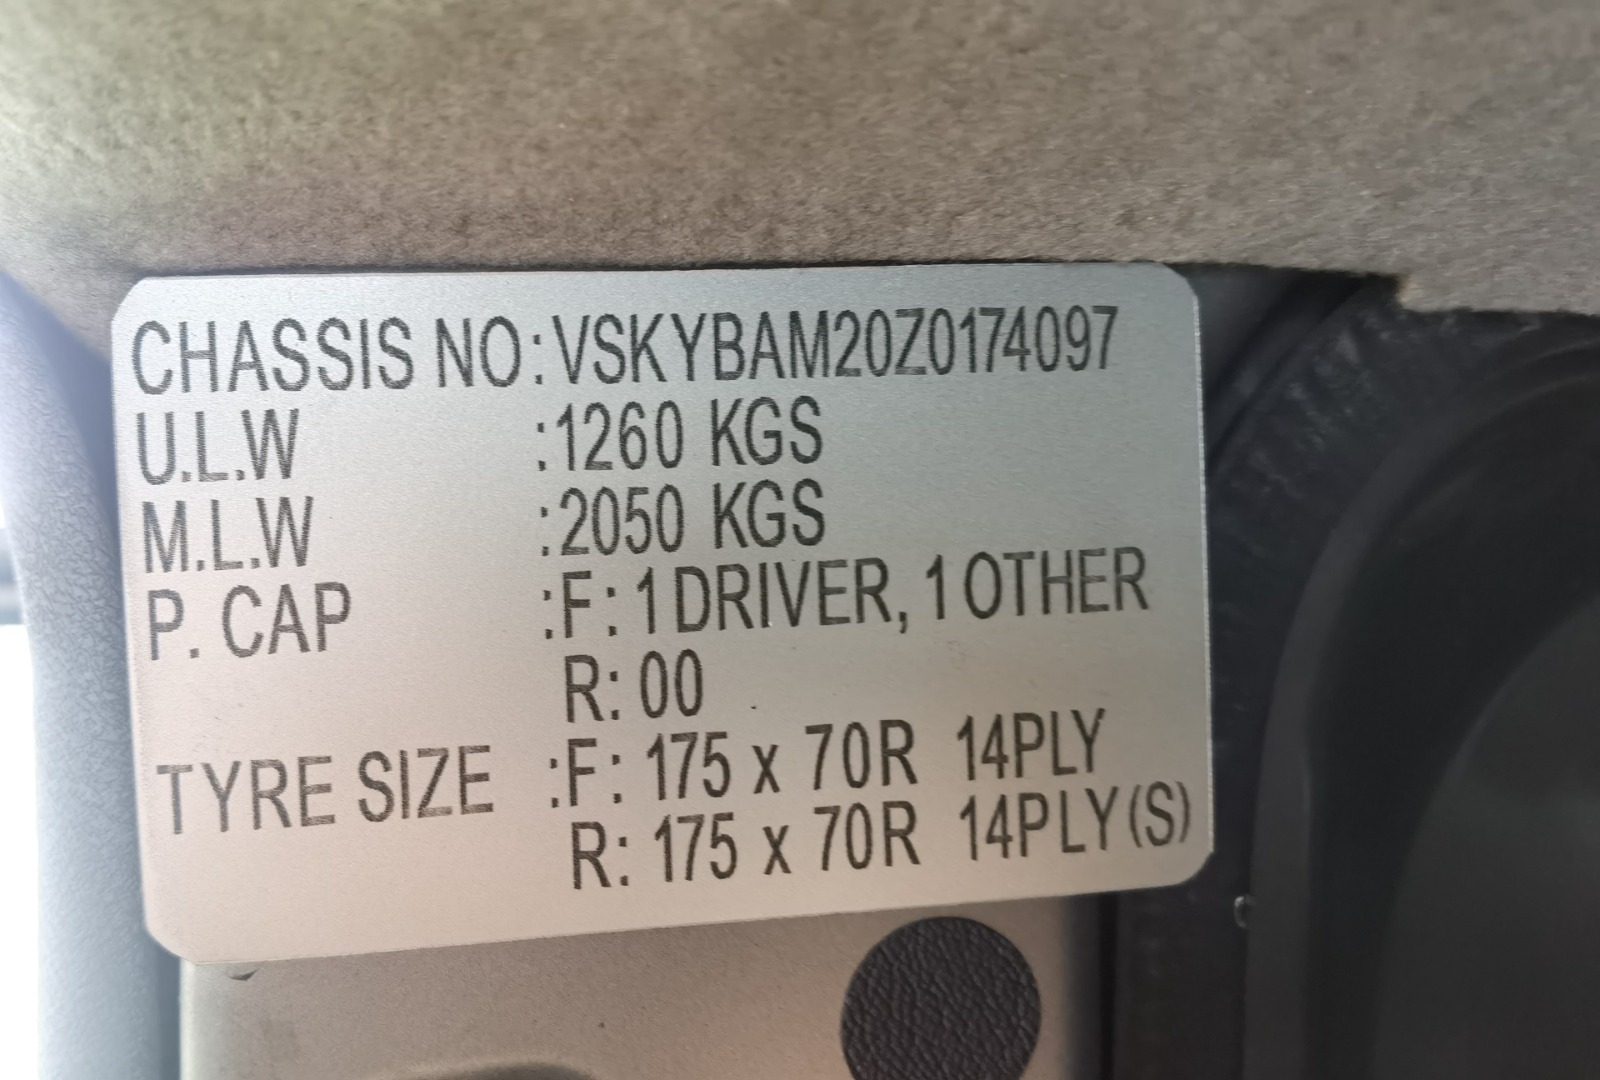 CHASSIS NO:VSKYBAM20Z0174097
U.L.W :1260 KGS
M.L.W :2050 KGS
P. CAP :F: 1 DRIVER, 1 OTHER
R: 00
TYRE SIZE :F: 175 x 70R 14PLY
R: 175 x 70R 14PLY(S)